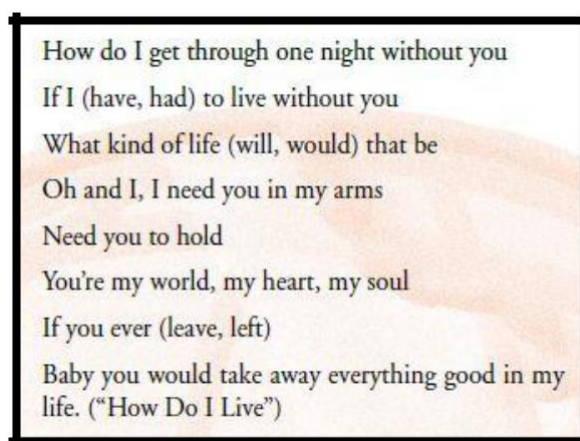 How do I get through one night without you
If I (have, had) to live without you
What kind of life (will, would) that be
Oh and I, I need you in my arms
Need you to hold
You're my world, my heart, my soul
If you ever (leave, left)
Baby you would take away everything good in my
life. ("How Do I Live")